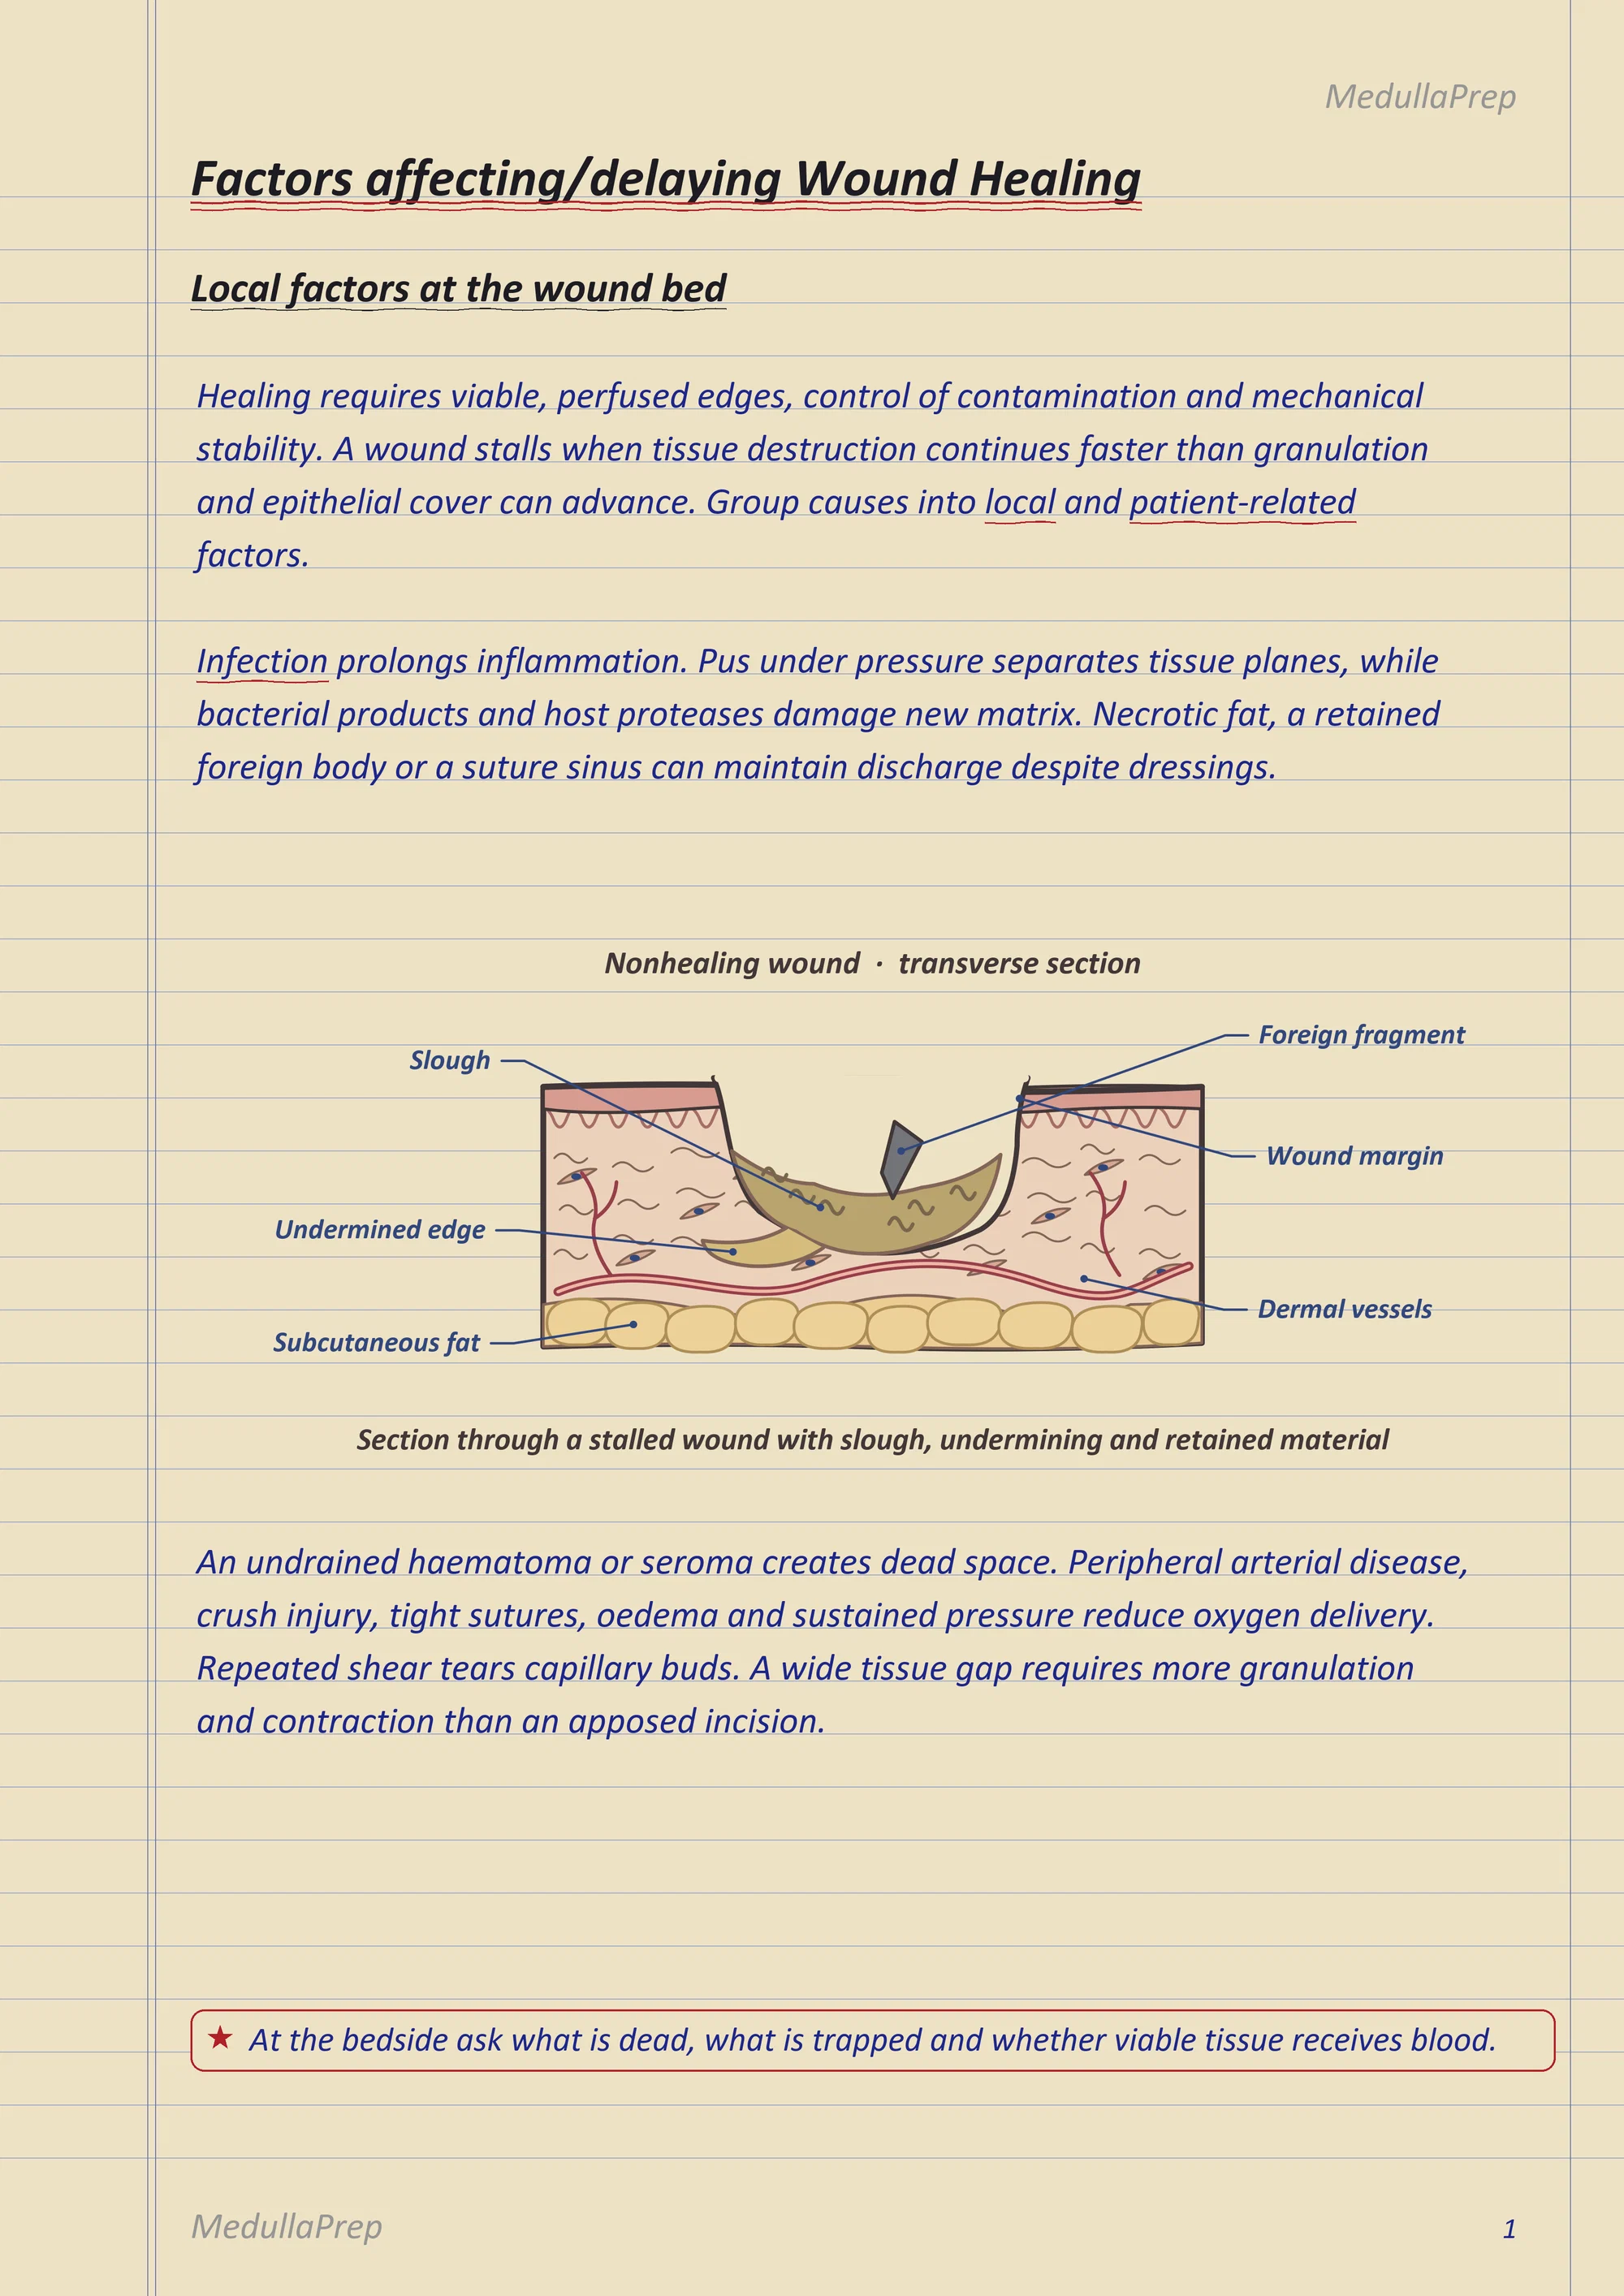 MedullaPrep
Factors affecting/delaying Wound Healing
Local factors at the wound bed
Healing requires viable, perfused edges, control of contamination and mechanical
stability. A wound stalls when tissue destruction continues faster than granulation
and epithelial cover can advance. Group causes into local and patient-related
factors.
Infection prolongs inflammation. Pus under pressure separates tissue planes, while
bacterial products and host proteases damage new matrix. Necrotic fat, a retained
foreign body or a suture sinus can maintain discharge despite dressings.
Nonhealing wound · transverse section
Foreign fragment
Slough
Wound margin
Undermined edge
Dermal vessels
Subcutaneous fat
Section through a stalled wound with slough, undermining and retained material
An undrained haematoma or seroma creates dead space. Peripheral arterial disease,
crush injury, tight sutures, oedema and sustained pressure reduce oxygen delivery.
Repeated shear tears capillary buds. A wide tissue gap requires more granulation
and contraction than an apposed incision.
★ At the bedside ask what is dead, what is trapped and whether viable tissue receives blood.
MedullaPrep
1